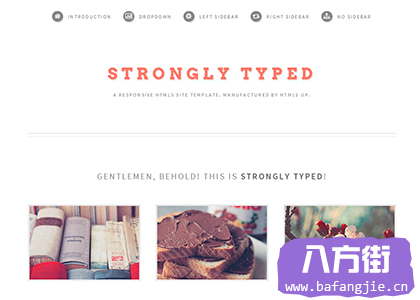 INTRODUCTION DROPDOWN LEFT SIDEBAR RIGHT SIDEBAR NO SIDEBAR
STRONGLY TYPED
A RESPONSIVE HTML5 SITE TEMPLATE. MANUFACTURED BY HTML5 UP.
GENTLEMEN, BEHOLD! THIS IS STRONGLY TYPED!
八方街
www.bafangjie.cn